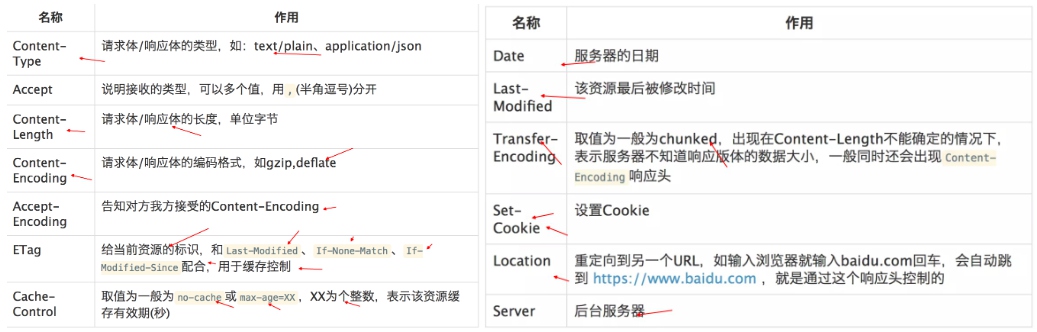 名称 作用
Content-
Type
请求体/响应体的类型，如：text/plain、application/json
Accept
说明接收的类型，可以多个值，用 , (半角逗号)分开
Content-
Length
请求体/响应体的长度，单位字节
Content-
Encoding
请求体/响应体的编码格式，如gzip,deflate
Accept-
Encoding
告知对方我方接受的Content-Encoding
ETag
给当前资源的标识，和 Last-Modified 、 If-None-Match 、 If-
Modified-Since 配合，用于缓存控制
Cache-
Control
取值为一般为 no-cache 或 max-age=XX ，XX为个整数，表示该资源缓
存有效期(秒)
名称 作用
Date
服务器的日期
Last-
Modified
该资源最后被修改时间
Transfer-
Encoding
取值为一般为chunked，出现在Content-Length不能确定的情况下，
表示服务器不知道响应版体的数据大小，一般同时还会出现 Content-
Encoding 响应头
Set-
Cookie
设置Cookie
Location
重定向到另一个URL，如输入浏览器就输入baidu.com回车，会自动跳
到 https://www.baidu.com ，就是通过这个响应头控制的
Server
后台服务器